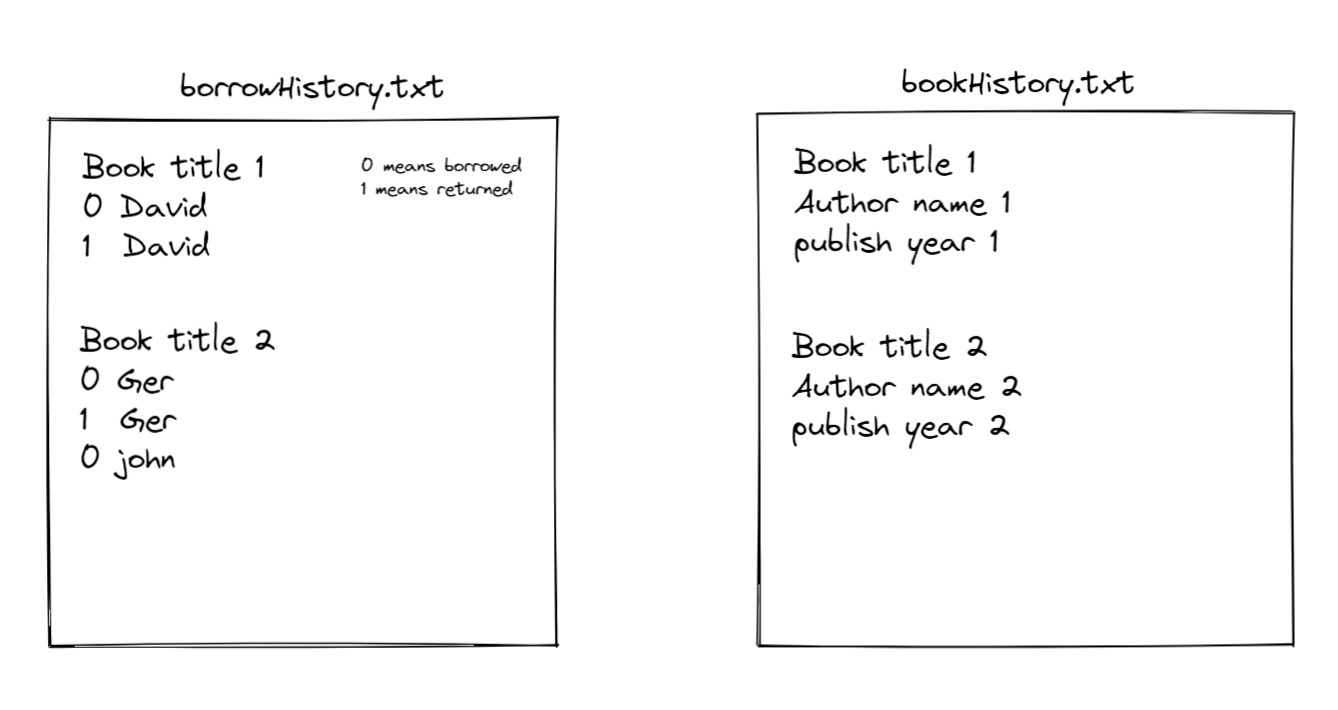 borrowHistory.txt
Book title 1
0 David
1 David
0 means borrowed
1 means returned
Book title 2
0 Ger
1 Ger
0 john
bookHistory.txt
Book title 1
Author name 1
publish year 1
Book title 2
Author name 2
publish year 2